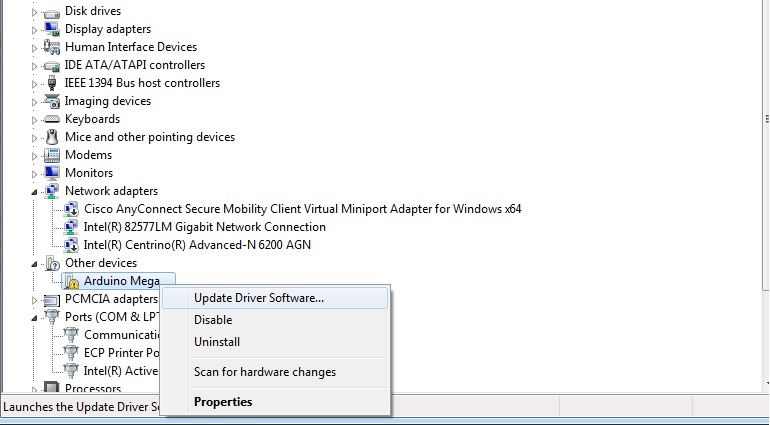 Disk drives
Display adapters
Human Interface Devices
IDE ATA/ATAPI controllers
IEEE 1394 Bus host controllers
Imaging devices
Keyboards
Mice and other pointing devices
Modems
Monitors
Network adapters
Cisco AnyConnect Secure Mobility Client Virtual Miniport Adapter for Windows x64
Intel(R) 82577LM Gigabit Network Connection
Intel(R) Centrino(R) Advanced-N 6200 AGN
Other devices
Arduino Mega
PCMCIA adapters
Update Driver Software...
Ports (COM & LPT
Disable
Communicati
Uninstall
ECP Printer Po
Intel(R) Active
Scan for hardware changes
Processors
Properties
Launches the Update Driver So